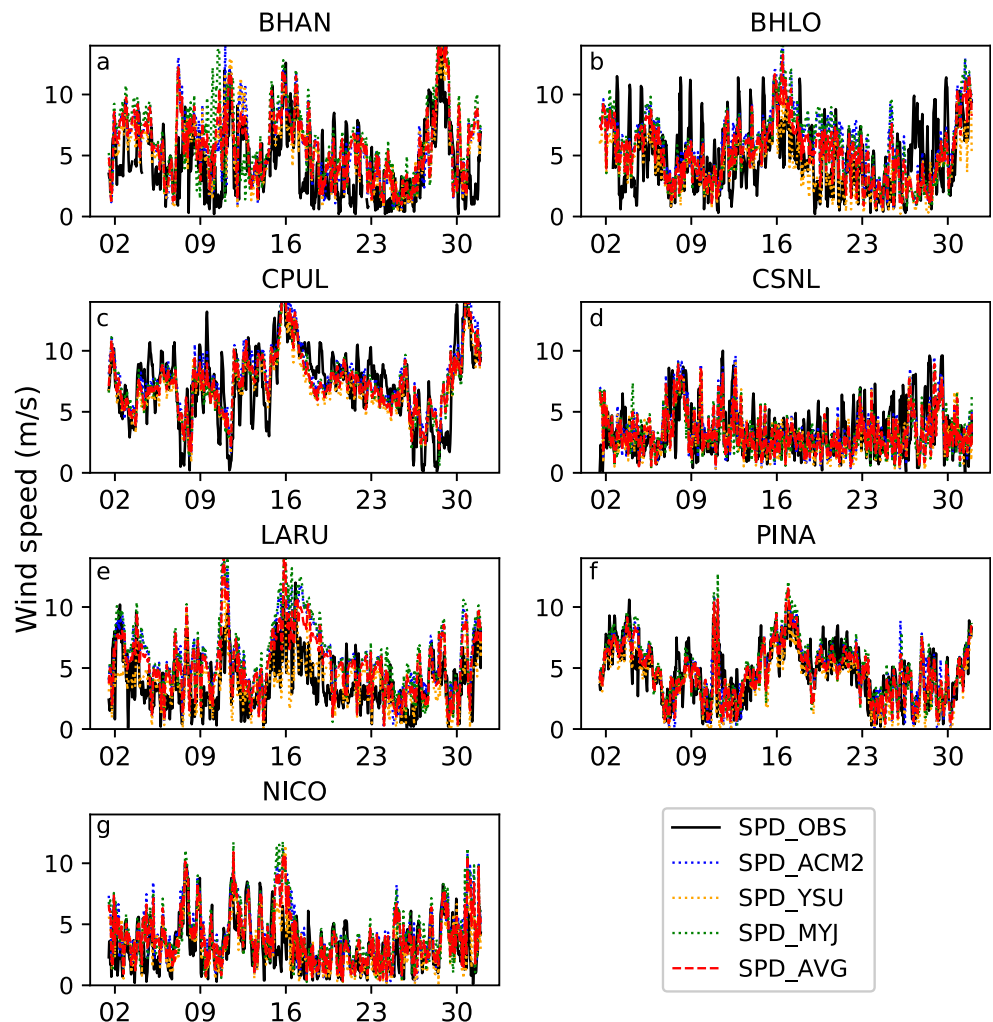 BHAN
BHLO
a
b
10
5
0
02 09 16 23 30
10
5
0
02 09 16 23 30
CPUL
CSNL
c
d
10
5
0
02 09 16 23 30
10
5
0
02 09 16 23 30
Wind speed (m/s)
LARU
PINA
e
f
10
5
0
02 09 16 23 30
10
5
0
02 09 16 23 30
NICO
g
10
5
0
02 09 16 23 30
SPD_OBS
SPD_ACM2
SPD_YSU
SPD_MYJ
SPD_AVG